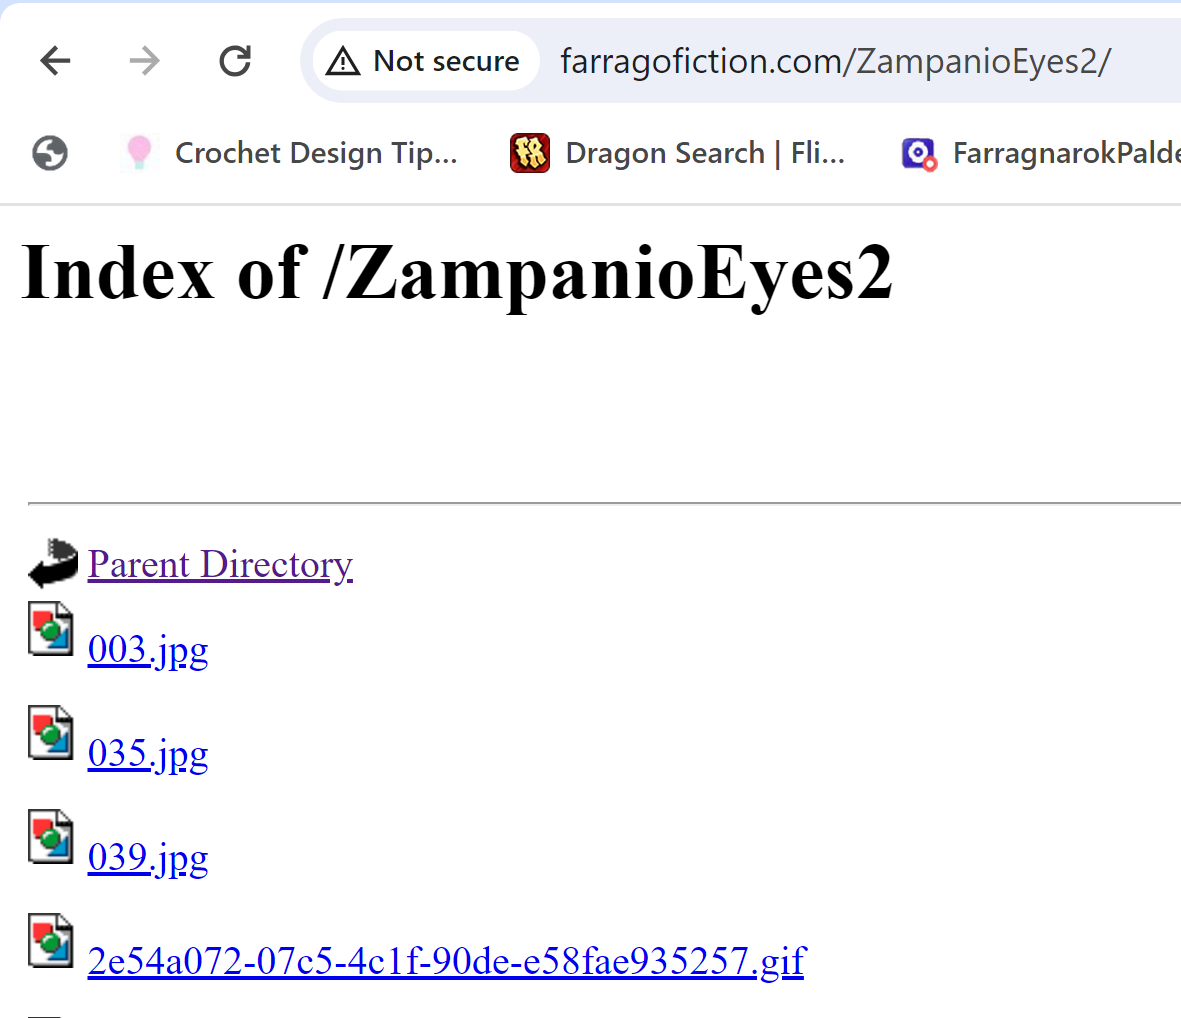 Not secure farragofiction.com/ZampanioEyes2/
Crochet Design Tip... Dragon Search | Fli... FarragnarokPalde
Index of /ZampanioEyes2
Parent Directory
003.jpg
035.jpg
039.jpg
2e54a072-07c5-4c1f-90de-e58fae935257.gif